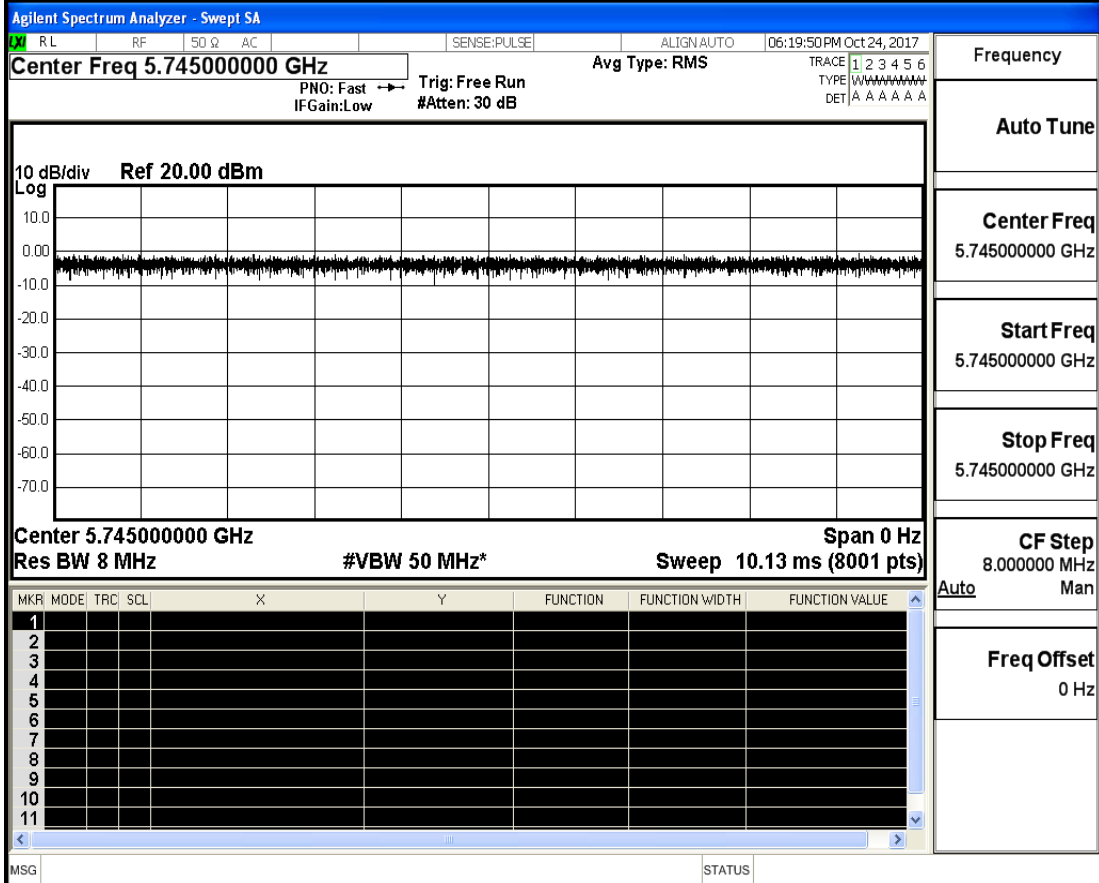 Agilent Spectrum Analyzer - Swept SA
LXI RL RF 50 Ω AC SENSE:PULSE ALIGN AUTO 06:19:50 PM Oct 24, 2017
Center Freq 5.745000000 GHz
PNO: Fast
IFGain:Low
Trig: Free Run
#Atten: 30 dB
Avg Type: RMS
TRACE 1 2 3 4 5 6
TYPE
DET A A A A A A
10 dB/div Ref 20.00 dBm
Log
10.0
0.00
-10.0
-20.0
-30.0
-40.0
-50.0
-60.0
-70.0
Center 5.745000000 GHz Span 0 Hz
Res BW 8 MHz #VBW 50 MHz* Sweep 10.13 ms (8001 pts)
MKR MODE TRC SCL X Y FUNCTION FUNCTION WIDTH FUNCTION VALUE
1
2
3
4
5
6
7
8
9
10
11
MSG STATUS
Frequency
Auto Tune
Center Freq
5.745000000 GHz
Start Freq
5.745000000 GHz
Stop Freq
5.745000000 GHz
CF Step
8.000000 MHz
Auto Man
Freq Offset
0 Hz